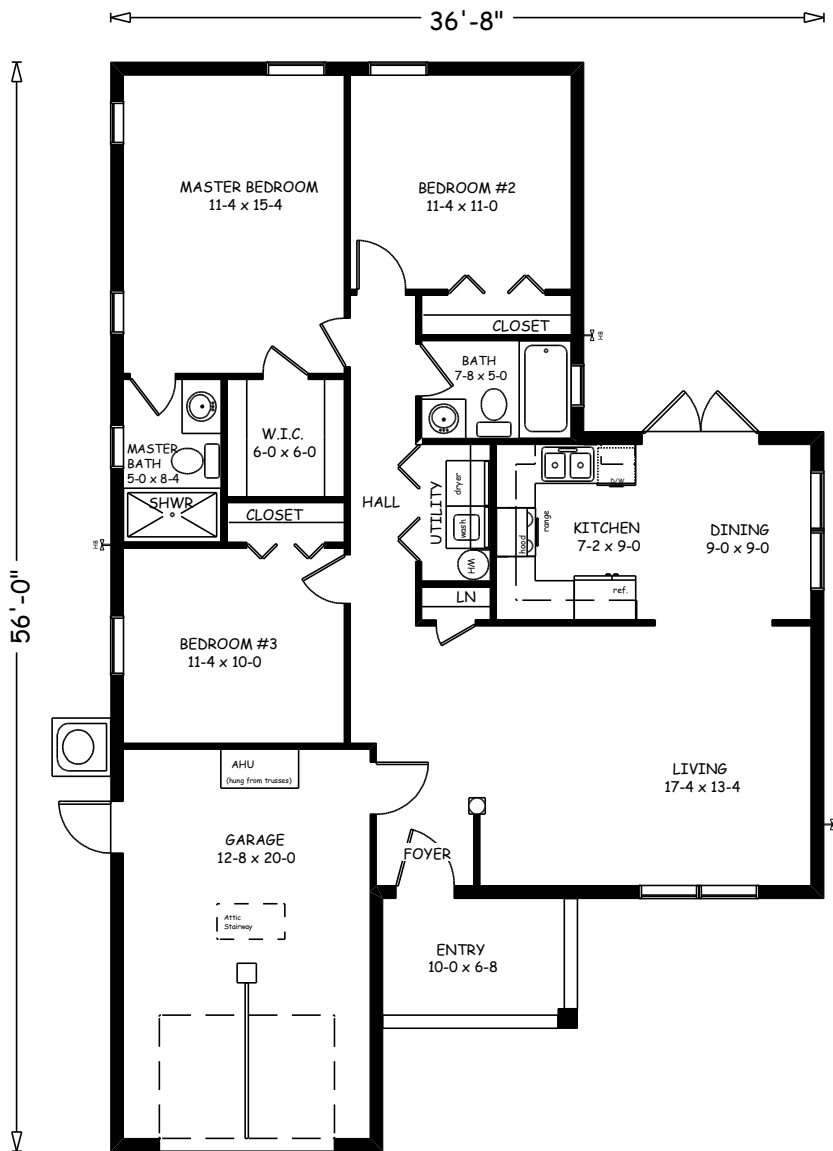 36'-8"
56'-0"
MASTER BEDROOM
11-4 x 15-4
BEDROOM #2
11-4 x 11-0
CLOSET
HB
BATH
7-8 x 5-0
MASTER
BATH
5-0 x 8-4
W.I.C.
6-0 x 6-0
SHWR
CLOSET
HALL
UTILITY
dryer
wash
H/W
LN
D/W
range
hood
KITCHEN
7-2 x 9-0
ref.
DINING
9-0 x 9-0
HB
BEDROOM #3
11-4 x 10-0
AHU
(hung from trusses)
LIVING
17-4 x 13-4
HB
GARAGE
12-8 x 20-0
FOYER
Attic
Stairway
ENTRY
10-0 x 6-8